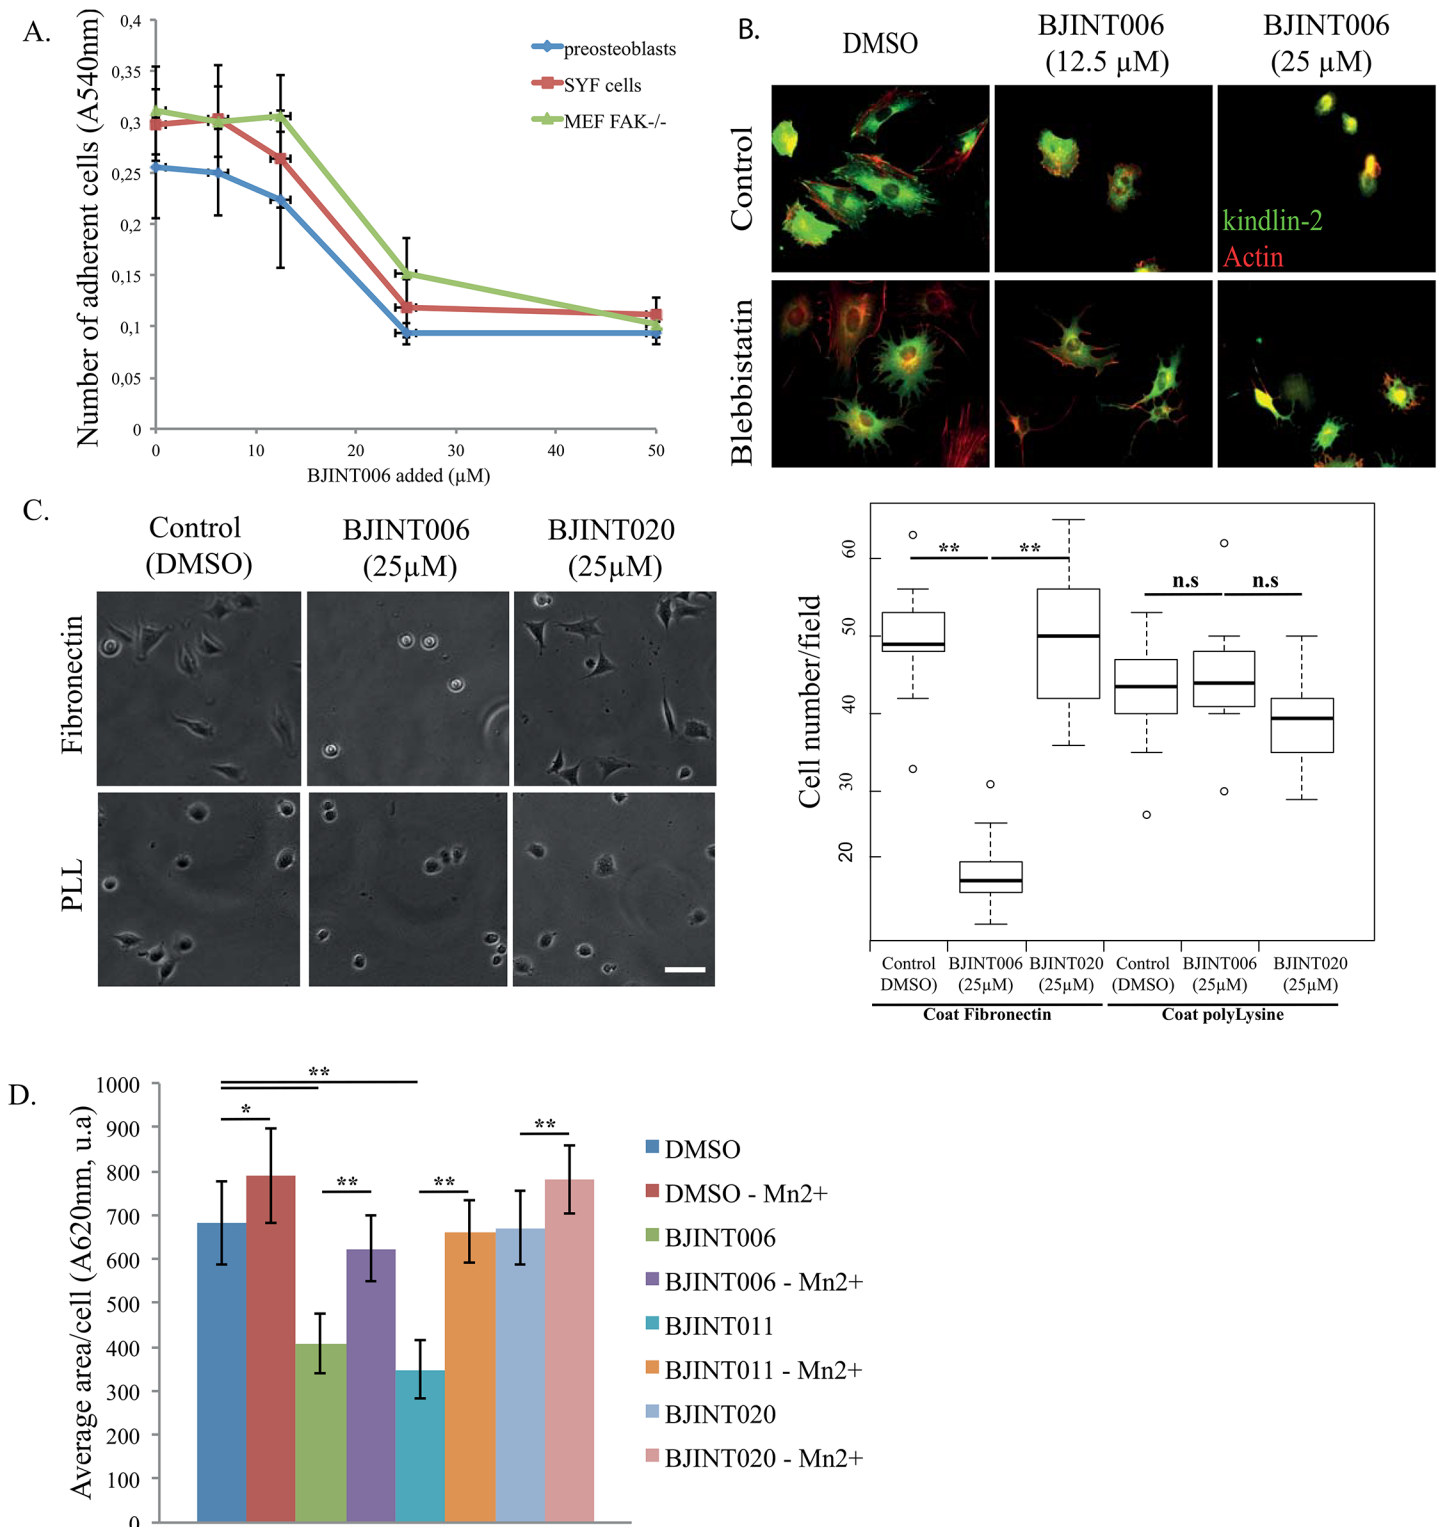 A.
Number of adherent cells (A540nm)
0,4
0,35
0,3
0,25
0,2
0,15
0,1
0,05
0
0 10 20 30 40 50
BJINT006 added (µM)
preosteoblasts
SYF cells
MEF FAK-/-
B.
DMSO
BJINT006
(12.5 µM)
BJINT006
(25 µM)
Control
Blebbistatin
kindlin-2
Actin
C.
Control
(DMSO)
BJINT006
(25µM)
BJINT020
(25µM)
Fibronectin
PLL
Cell number/field
60
50
40
30
20
** **
n.s n.s
Control
DMSO)
BJINT006
(25µM)
BJINT020
(25µM)
Control
(DMSO)
BJINT006
(25µM)
BJINT020
(25µM)
Coat Fibronectin
Coat polyLysine
D.
Average area/cell (A620nm, u.a)
1000
900
800
700
600
500
400
300
200
100
0
**
*
**
**
**
DMSO
DMSO - Mn2+
BJINT006
BJINT006 - Mn2+
BJINT011
BJINT011 - Mn2+
BJINT020
BJINT020 - Mn2+